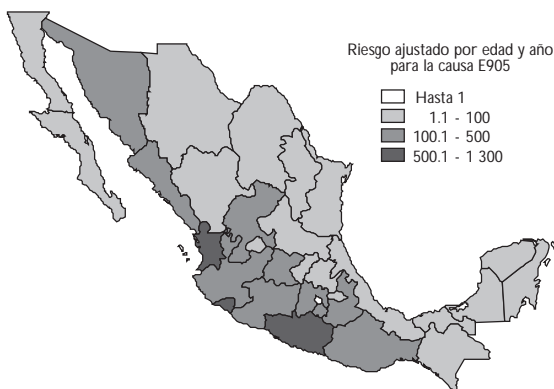 Riesgo ajustado por edad y año
para la causa E905
Hasta 1
1.1 - 100
100.1 - 500
500.1 - 1 300